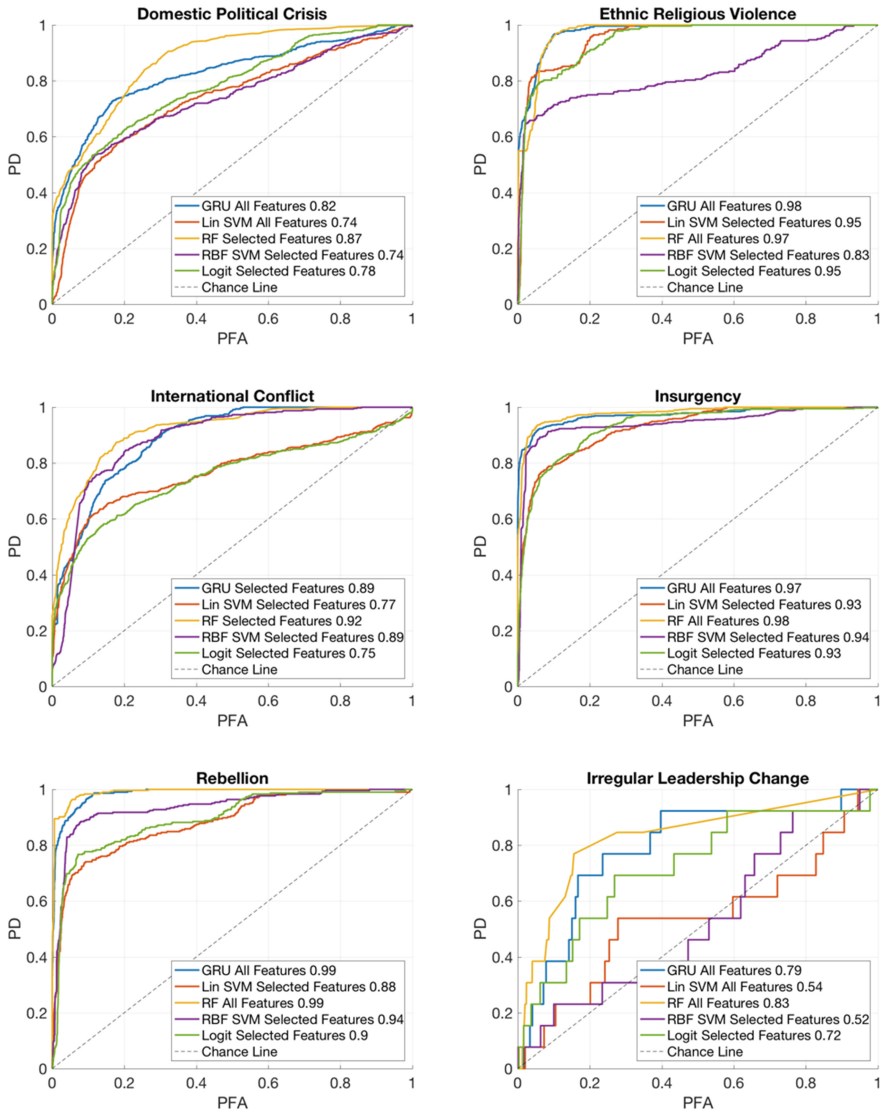 Domestic Political Crisis
1
0.8
0.6
0.4
0.2
0
PD
GRU All Features 0.82
Lin SVM All Features 0.74
RF Selected Features 0.87
RBF SVM Selected Features 0.74
Logit Selected Features 0.78
Chance Line
0 0.2 0.4 0.6 0.8 1
PFA
Ethnic Religious Violence
1
0.8
0.6
0.4
0.2
0
PD
GRU All Features 0.98
Lin SVM Selected Features 0.95
RF All Features 0.97
RBF SVM Selected Features 0.83
Logit Selected Features 0.95
Chance Line
0 0.2 0.4 0.6 0.8 1
PFA
International Conflict
1
0.8
0.6
0.4
0.2
0
PD
GRU Selected Features 0.89
Lin SVM Selected Features 0.77
RF Selected Features 0.92
RBF SVM Selected Features 0.89
Logit Selected Features 0.75
Chance Line
0 0.2 0.4 0.6 0.8 1
PFA
Insurgency
1
0.8
0.6
0.4
0.2
0
PD
GRU All Features 0.97
Lin SVM Selected Features 0.93
RF All Features 0.98
RBF SVM Selected Features 0.94
Logit Selected Features 0.93
Chance Line
0 0.2 0.4 0.6 0.8 1
PFA
Rebellion
1
0.8
0.6
0.4
0.2
0
PD
GRU All Features 0.99
Lin SVM Selected Features 0.88
RF All Features 0.99
RBF SVM Selected Features 0.94
Logit Selected Features 0.9
Chance Line
0 0.2 0.4 0.6 0.8 1
PFA
Irregular Leadership Change
1
0.8
0.6
0.4
0.2
0
PD
GRU All Features 0.79
Lin SVM All Features 0.54
RF All Features 0.83
RBF SVM Selected Features 0.52
Logit Selected Features 0.72
Chance Line
0 0.2 0.4 0.6 0.8 1
PFA